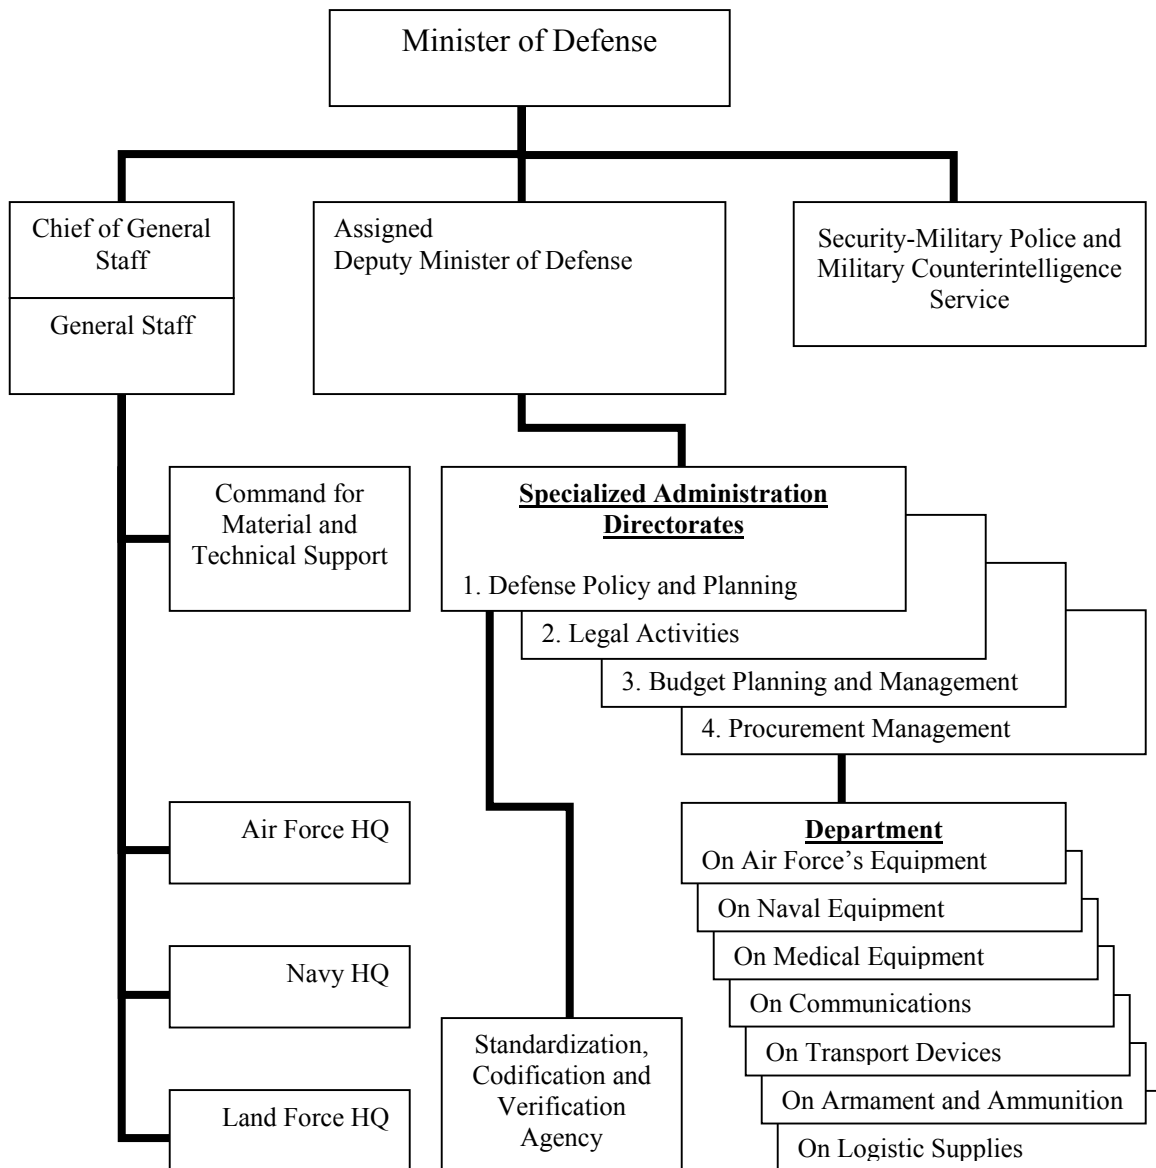 Minister of Defense
Chief of General
Staff
General Staff
Assigned
Deputy Minister of Defense
Security-Military Police and
Military Counterintelligence
Service
Command for
Material and
Technical Support
Specialized Administration
Directorates
1. Defense Policy and Planning
2. Legal Activities
3. Budget Planning and Management
4. Procurement Management
Air Force HQ
Navy HQ
Land Force HQ
Standardization,
Codification and
Verification
Agency
Department
On Air Force’s Equipment
On Naval Equipment
On Medical Equipment
On Communications
On Transport Devices
On Armament and Ammunition
On Logistic Supplies